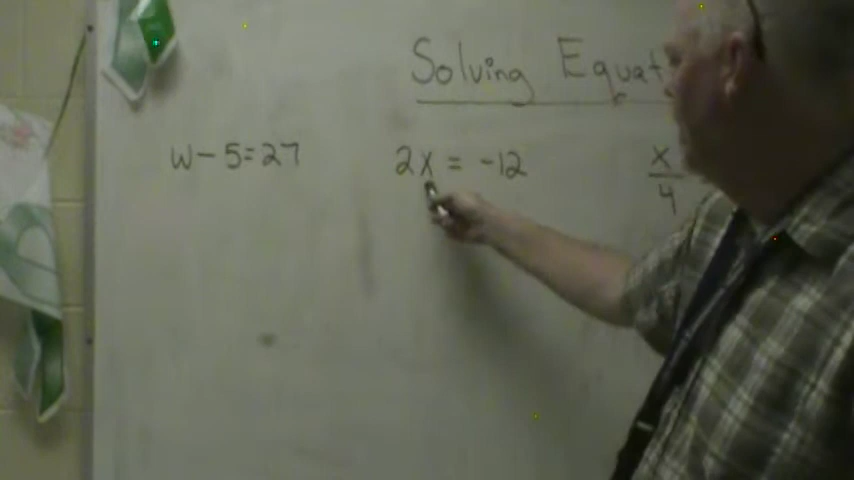 Solving Equat
w - 5 = 27
2x = -12
x
4